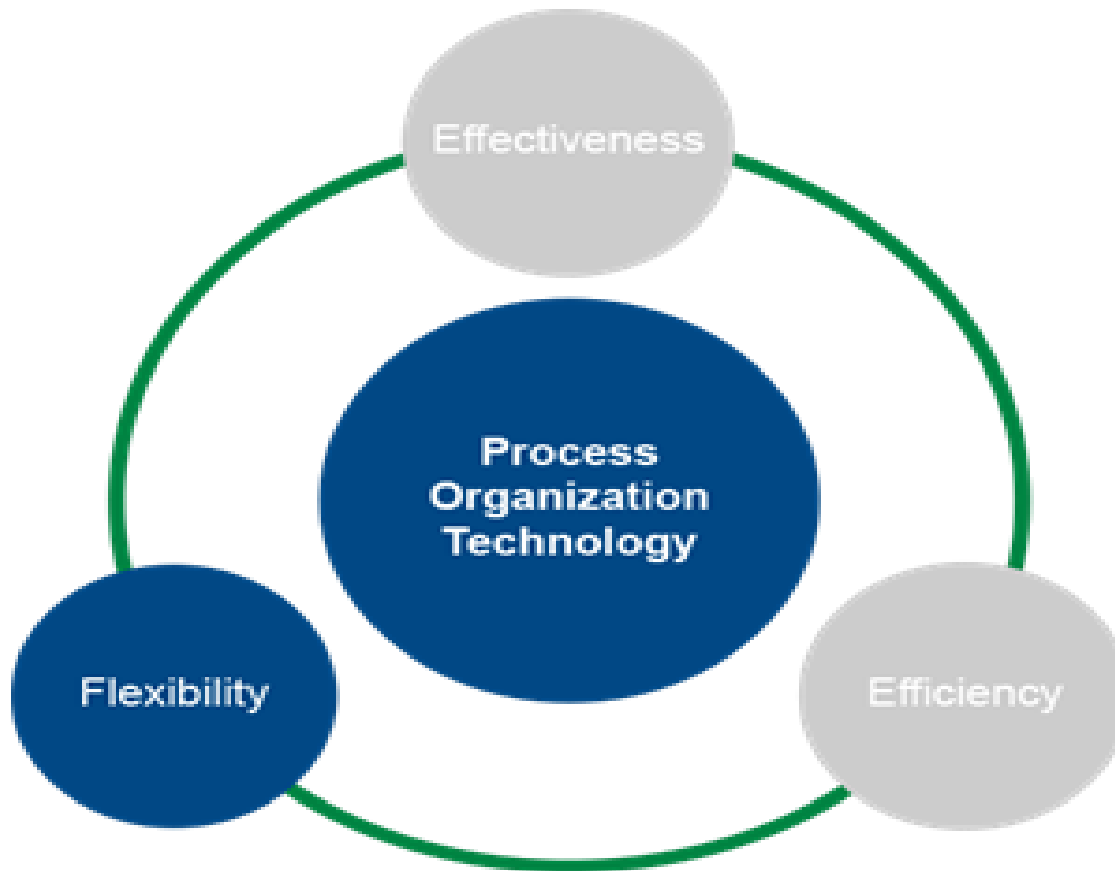 Effectiveness
Process
Organization
Technology
Flexibility
Efficiency